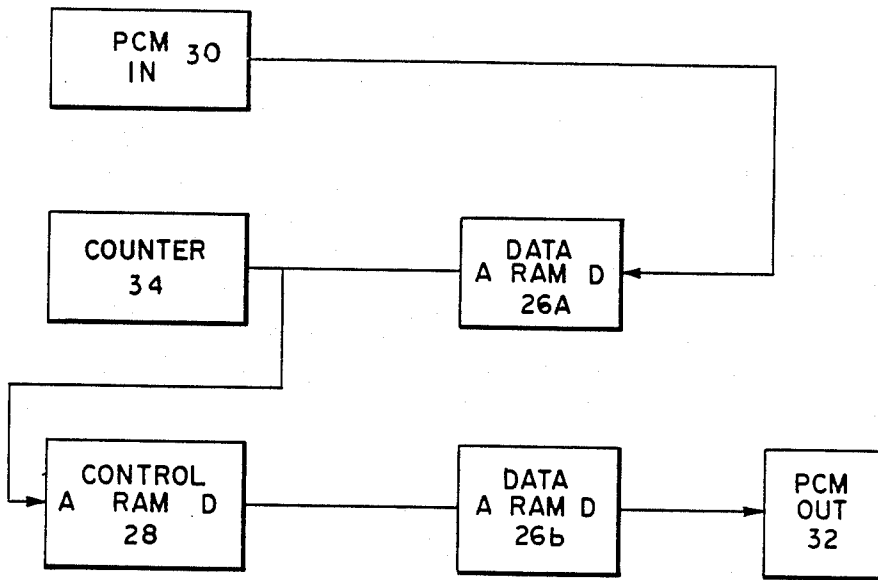 PCM 30
IN
COUNTER
34
DATA
A RAM D
26A
CONTROL
A RAM D
28
DATA
A RAM D
26b
PCM
OUT
32